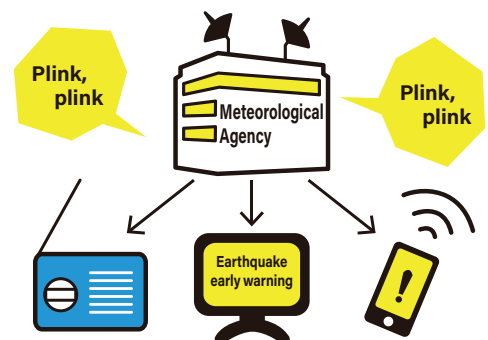 Plink,
plink
Meteorological
Agency
Plink,
plink
Earthquake
early warning
!